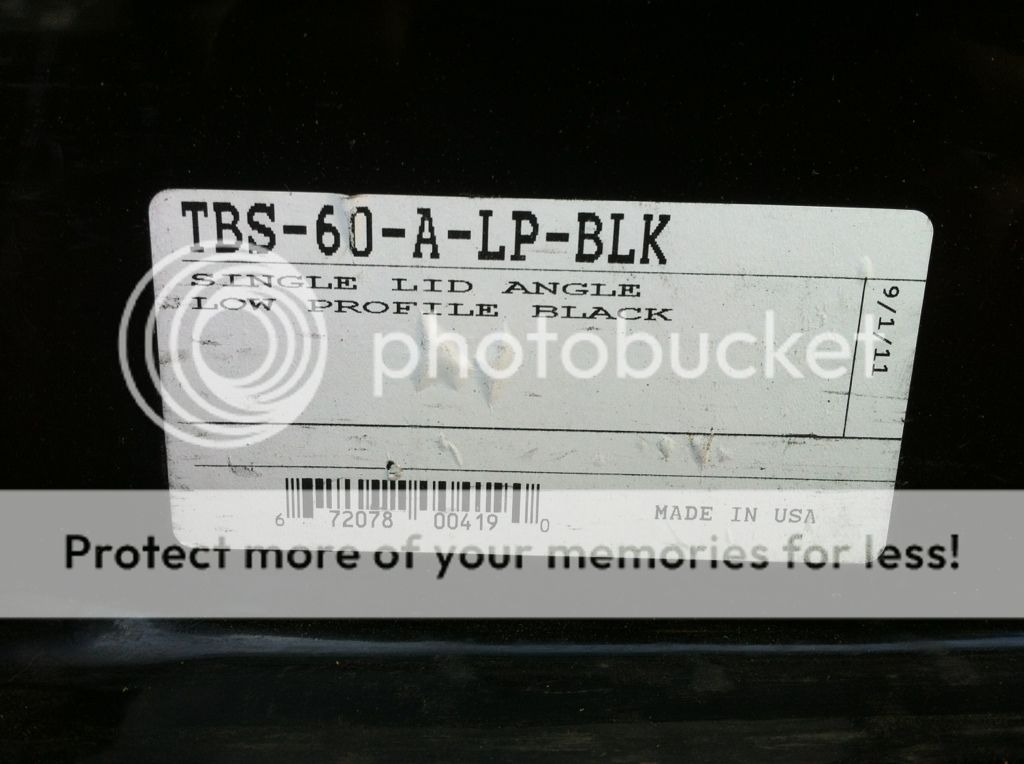 TBS-60-A-LP-BLK
SINGLE LID ANGLE
LOW PROFILE BLACK
9/1/11
photobucket
6 72078 00419 0
MADE IN USA
Protect more of your memories for less!